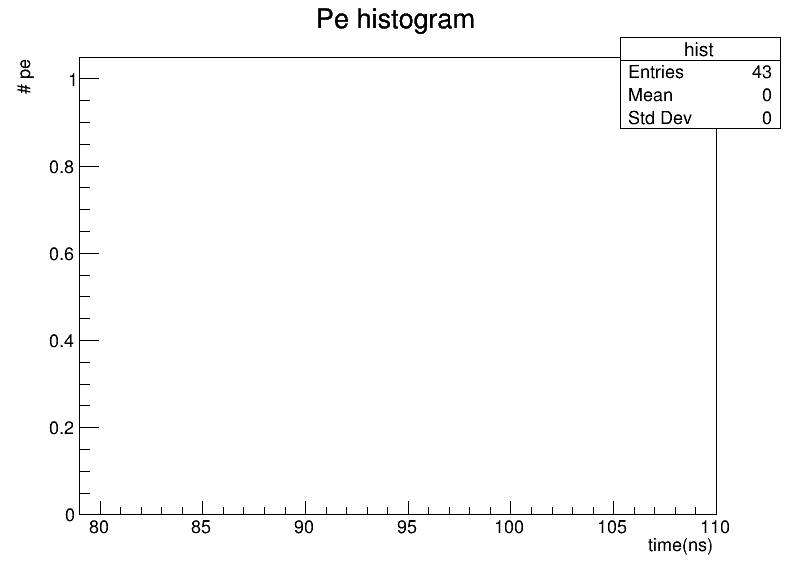 Pe histogram
hist
Entries 43
Mean 0
Std Dev 0
# pe
1
0.8
0.6
0.4
0.2
0
80 85 90 95 100 105 110
time(ns)